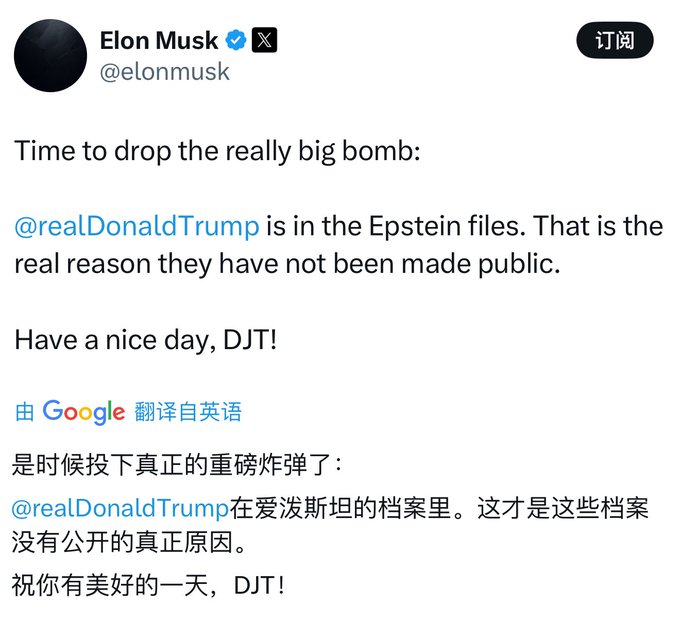 Elon Musk
订阅
@elonmusk
Time to drop the really big bomb:
@realDonaldTrump is in the Epstein files. That is the
real reason they have not been made public.
Have a nice day, DJT!
由 Google 翻译自英语
是时候投下真正的重磅炸弹了：
@realDonaldTrump在爱泼斯坦的档案里。这才是这些档案
没有公开的真正原因。
祝你有美好的一天，DJT！